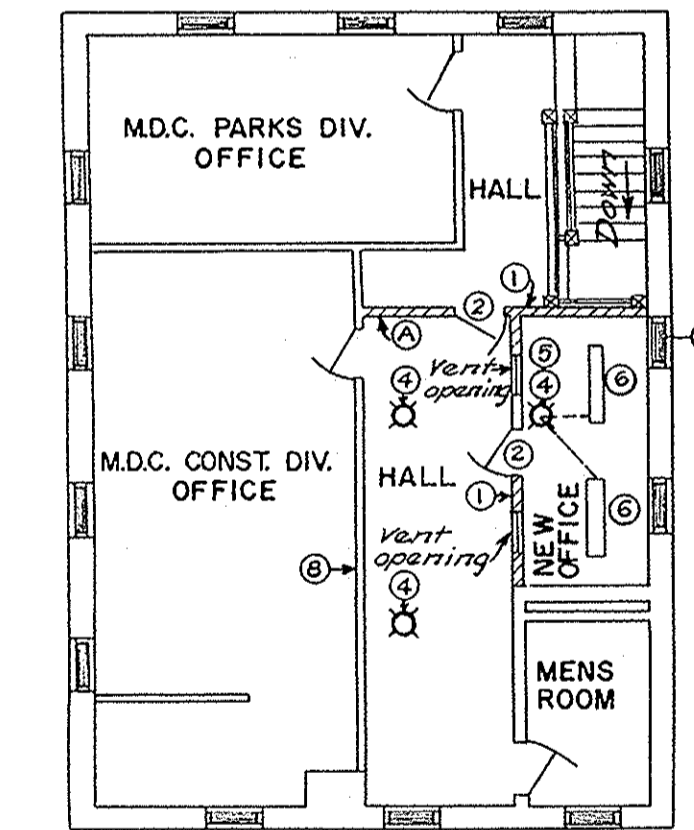 M.D.C. PARKS DIV.
OFFICE
HALL
Down
1
2
A
Vent
opening
5
4
4
6
2
M.D.C. CONST. DIV.
OFFICE
HALL
1
6
NEW
OFFICE
Vent
opening
8
4
MENS
ROOM